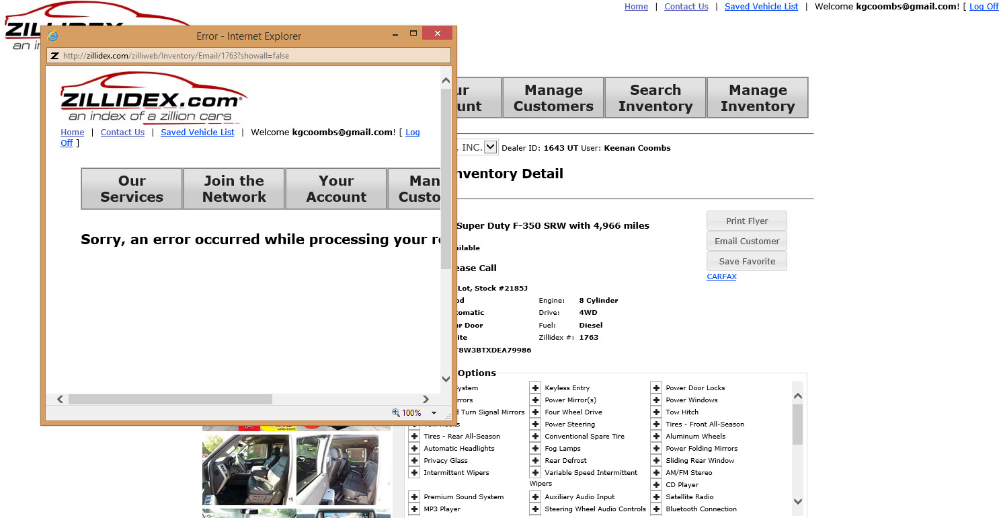 Home | Contact Us | Saved Vehicle List | Welcome kgcoombs@gmail.com! [ Log Off
an
Error - Internet Explorer
http://zillidex.com/zilliweb/Inventory/Email/1763?showall=false
ZILLIDEX.com
an index of a zillion cars
Home | Contact Us | Saved Vehicle List | Welcome kgcoombs@gmail.com! [ Log
Off ]
Our Services
Join the Network
Your Account
Man
Custo
Sorry, an error occurred while processing your re
100%
ur
unt
Manage Customers
Search Inventory
Manage Inventory
, INC. Dealer ID: 1643 UT User: Keenan Coombs
nventory Detail
Super Duty F-350 SRW with 4,966 miles
Print Flyer
Email Customer
Save Favorite
CARFAX
ailable
ease Call
Lot, Stock #2185J
od Engine: 8 Cylinder
tomatic Drive: 4WD
ur Door Fuel: Diesel
ite Zillidex #: 1763
T8W3BTXDEA79986
Options
System Keyless Entry Power Door Locks
rrors Power Mirror(s) Power Windows
d Turn Signal Mirrors Four Wheel Drive Tow Hitch
Tow Hooks Power Steering Tires - Front All-Season
Tires - Rear All-Season Conventional Spare Tire Aluminum Wheels
Automatic Headlights Fog Lamps Power Folding Mirrors
Privacy Glass Rear Defrost Sliding Rear Window
Intermittent Wipers Variable Speed Intermittent AM/FM Stereo
Wipers CD Player
Premium Sound System Auxiliary Audio Input Satellite Radio
MP3 Player Steering Wheel Audio Controls Bluetooth Connection
sales event